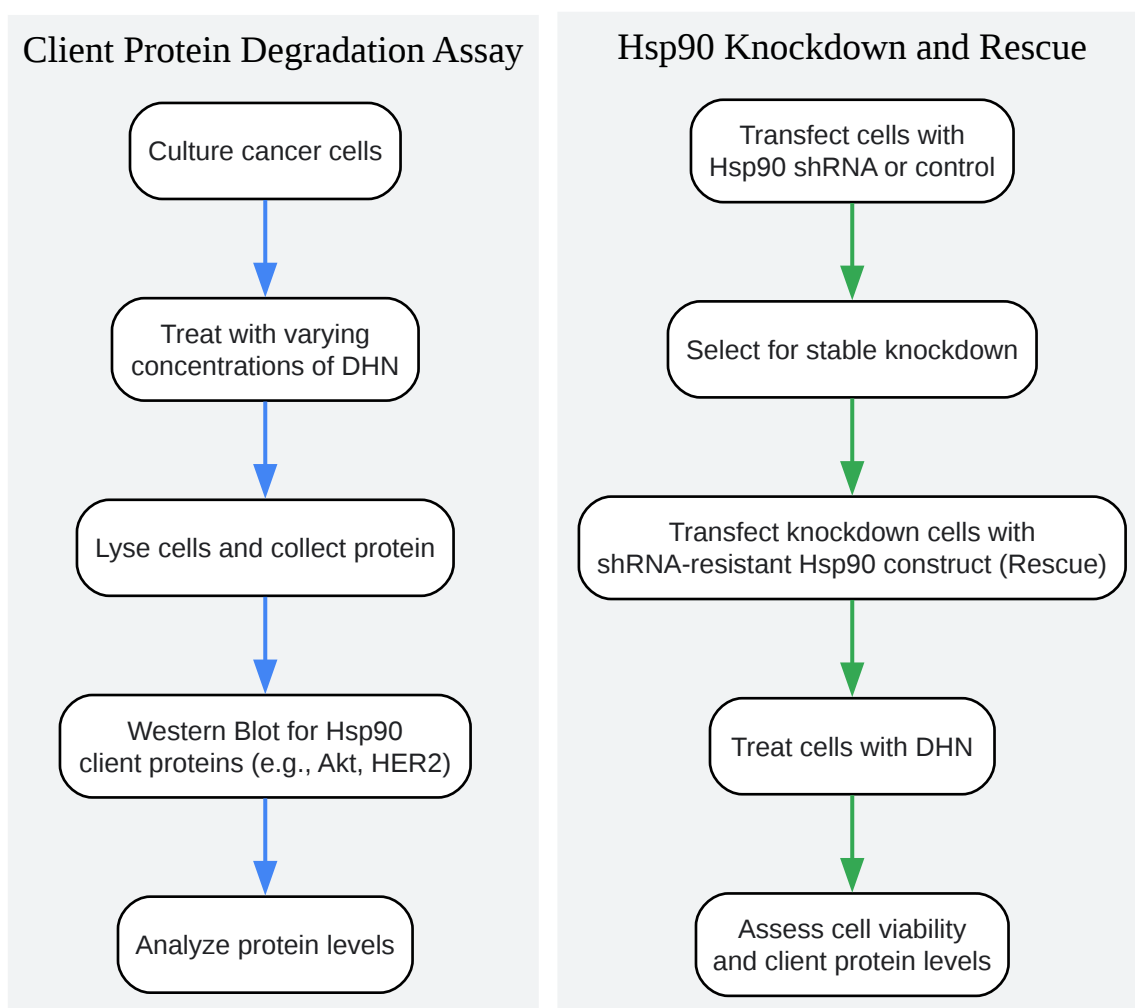 Client Protein Degradation Assay
Culture cancer cells
Treat with varying
concentrations of DHN
Lyse cells and collect protein
Western Blot for Hsp90
client proteins (e.g., Akt, HER2)
Analyze protein levels
Hsp90 Knockdown and Rescue
Transfect cells with
Hsp90 shRNA or control
Select for stable knockdown
Transfect knockdown cells with
shRNA-resistant Hsp90 construct (Rescue)
Treat cells with DHN
Assess cell viability
and client protein levels